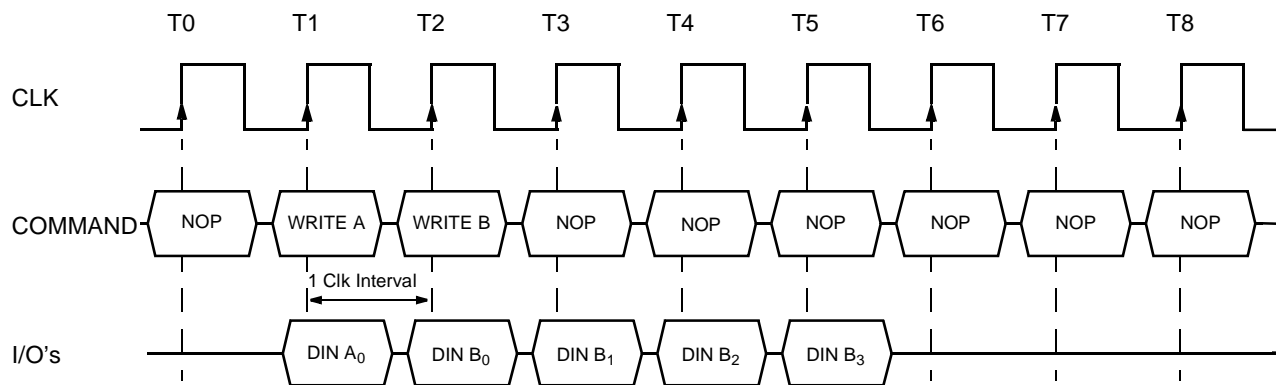 T0 T1 T2 T3 T4 T5 T6 T7 T8
CLK
COMMAND NOP WRITE A WRITE B NOP NOP NOP NOP NOP NOP
1 Clk Interval
I/O's DIN A₀ DIN B₀ DIN B₁ DIN B₂ DIN B₃